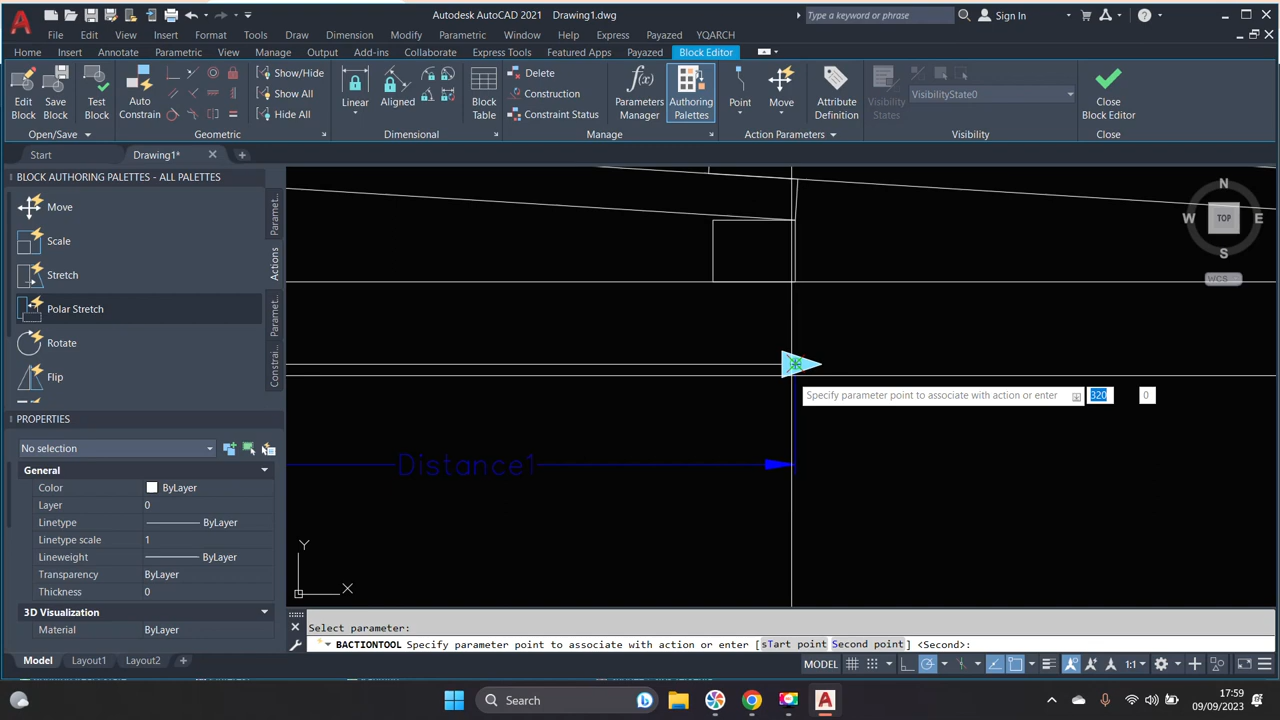 Autodesk AutoCAD 2021 Drawing1.dwg
Type a keyword or phrase
Sign In
File Edit View Insert Format Tools Draw Dimension Modify Parametric Window Help Express Payazed YQARCH
Home Insert Annotate Parametric View Manage Output Add-ins Collaborate Express Tools Featured Apps Payazed Block Editor
Edit Block
Save Block
Test Block
Open/Save
Auto Constrain
Show/Hide
Show All
Hide All
Geometric
Linear
Aligned
Dimensional
Block Table
Delete
Construction
Constraint Status
Parameters Manager
Authoring Palettes
Manage
Point
Move
Attribute Definition
Action Parameters
Visibility States
VisibilityState0
Visibility
Close Block Editor
Close
Start
Drawing1*
BLOCK AUTHORING PALETTES - ALL PALETTES
Move
Scale
Stretch
Polar Stretch
Rotate
Flip
Paramet...
Actions
Paramet...
Constrai...
PROPERTIES
No selection
General
Color ByLayer
Layer 0
Linetype ByLayer
Linetype scale 1
Lineweight ByLayer
Transparency ByLayer
Thickness 0
3D Visualization
Material ByLayer
N
W TOP E
S
WCS
Specify parameter point to associate with action or enter 320 0
Distance1
Y
X
Select parameter:
BACTIONTOOL Specify parameter point to associate with action or enter [sTart point Second point] <Second>:
Model Layout1 Layout2
MODEL
1:1
Search
17:59
09/09/2023